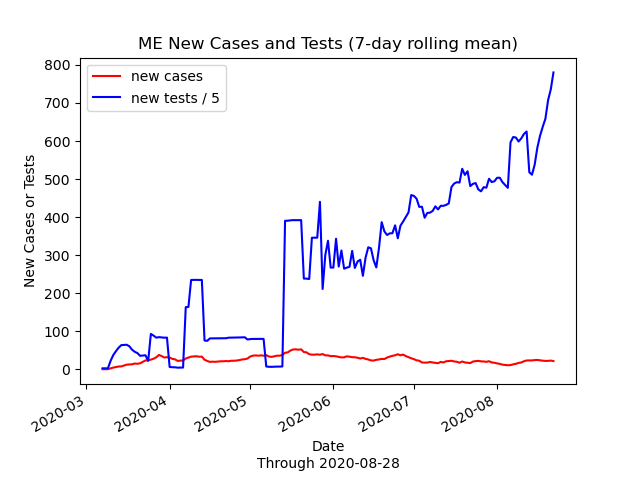 ME New Cases and Tests (7-day rolling mean)
new cases
new tests / 5
New Cases or Tests
800
700
600
500
400
300
200
100
0
2020-03
2020-04
2020-05
2020-06
2020-07
2020-08
Date
Through 2020-08-28